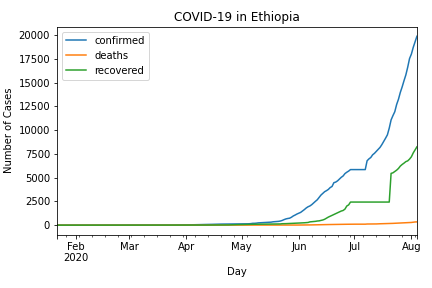 COVID-19 in Ethiopia
confirmed
deaths
recovered
Number of Cases
20000
17500
15000
12500
10000
7500
5000
2500
0
Feb Mar Apr May Jun Jul Aug
2020
Day